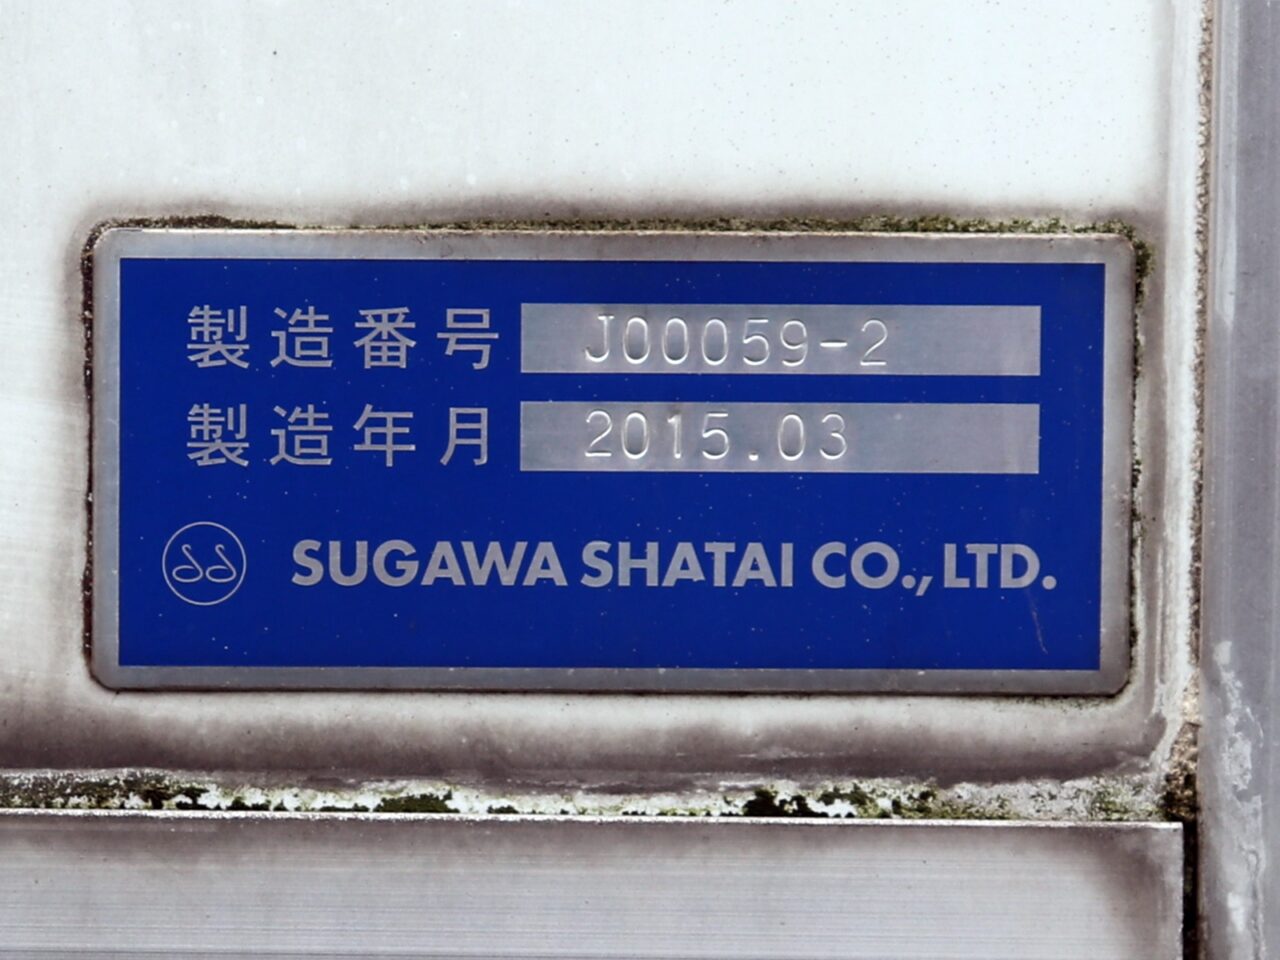 製造番号 J00059-2
製造年月 2015.03
SUGAWA SHATAI CO., LTD.